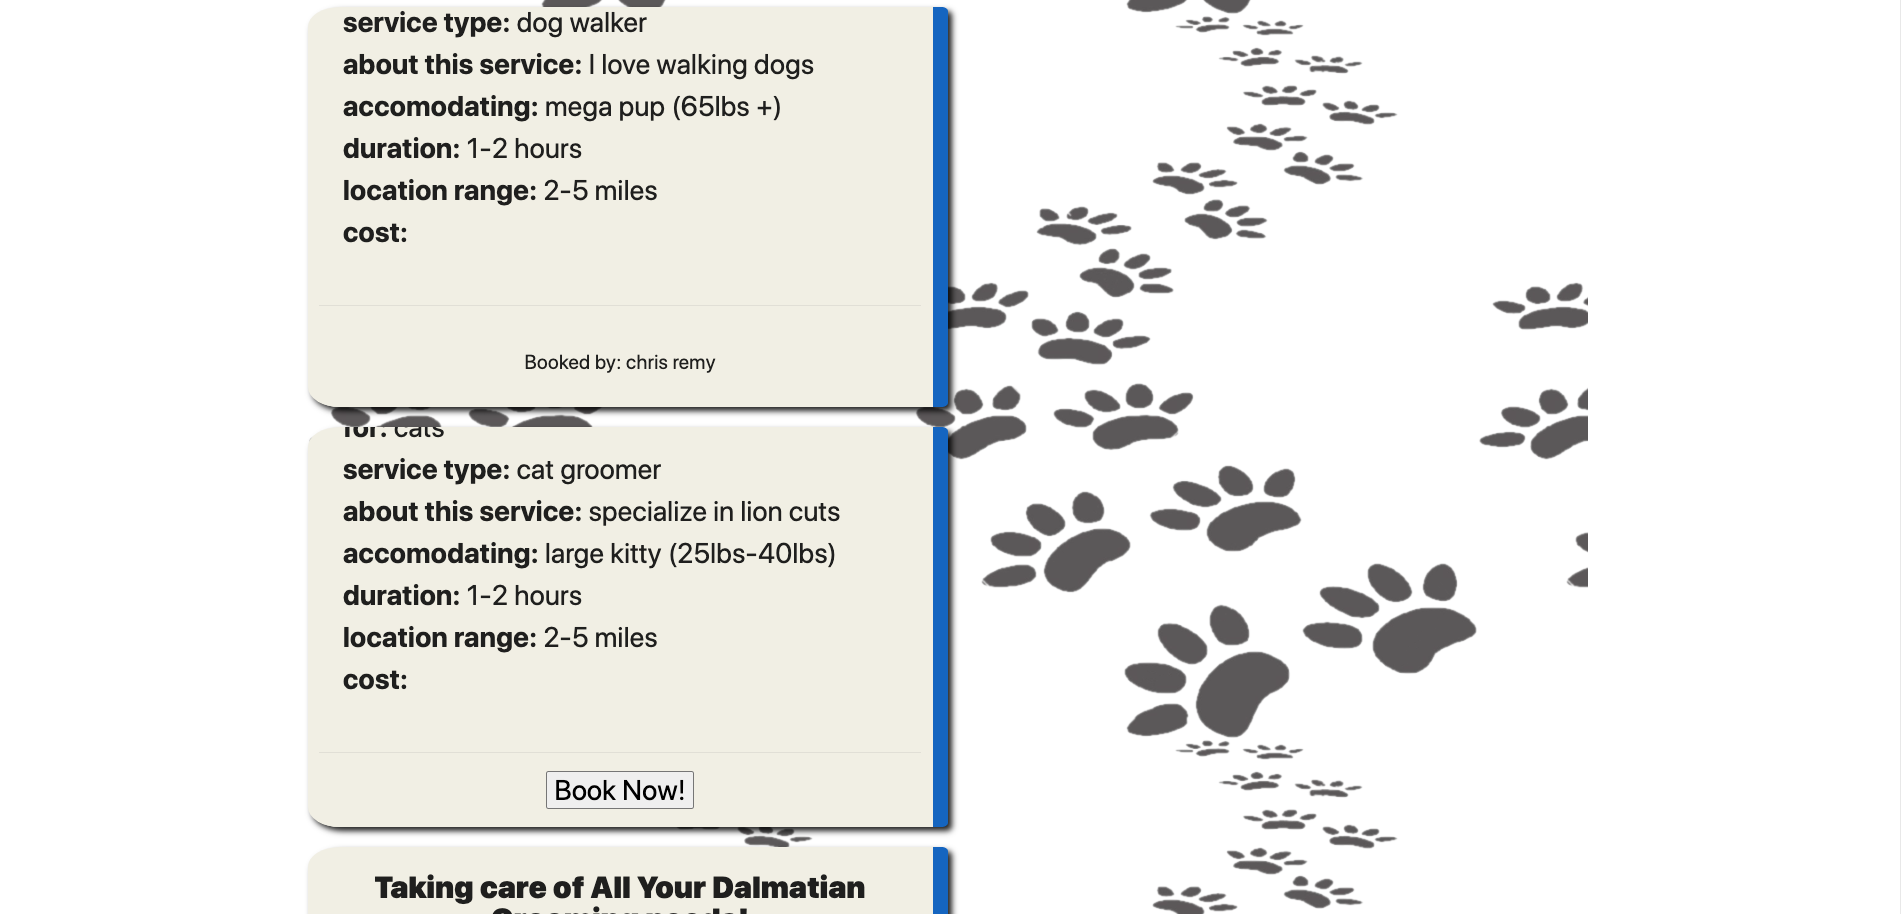 service type: dog walker
about this service: I love walking dogs
accomodating: mega pup (65lbs +)
duration: 1-2 hours
location range: 2-5 miles
cost:
Booked by: chris remy
for: cats
service type: cat groomer
about this service: specialize in lion cuts
accomodating: large kitty (25lbs-40lbs)
duration: 1-2 hours
location range: 2-5 miles
cost:
Book Now!
Taking care of All Your Dalmatian
Grooming needs!